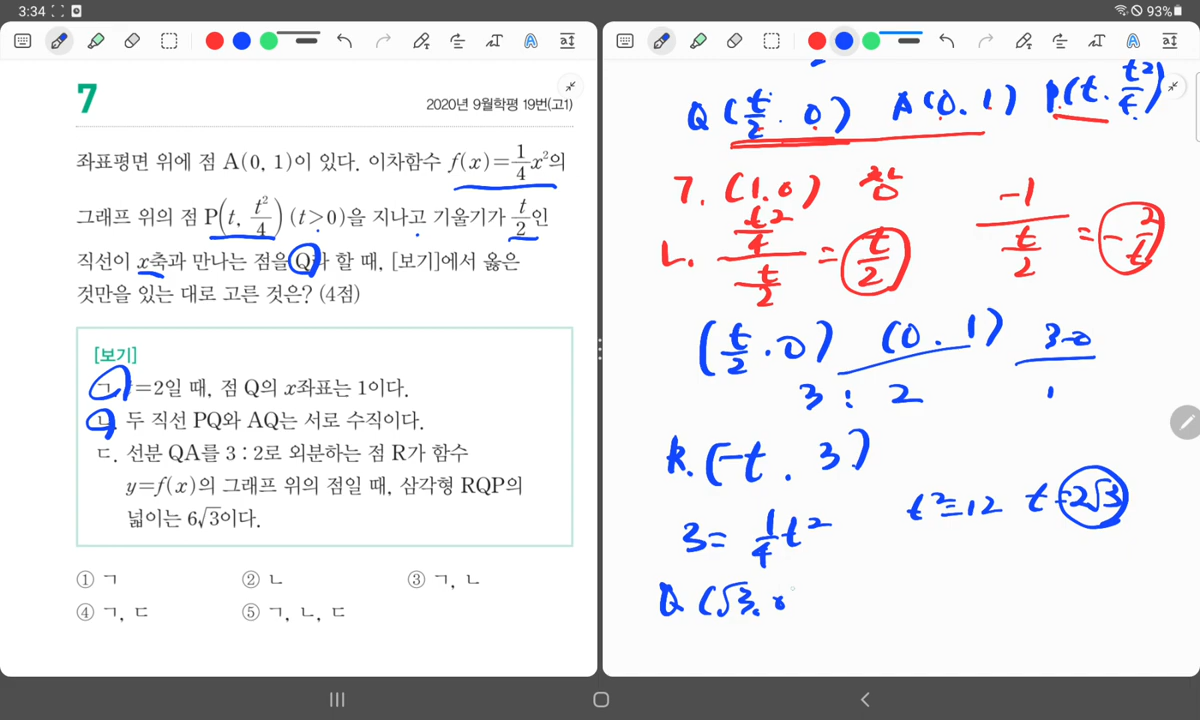 3:34
93%
7
2020년 9월학평 19번(고1)
좌표평면 위에 점 A(0, 1)이 있다. 이차함수 f(x)=1/4x²의
그래프 위의 점 P(t, t²/4) (t>0)을 지나고 기울기가 t/2인
직선이 x축과 만나는 점을 Q라 할 때, [보기]에서 옳은
것만을 있는 대로 고른 것은? (4점)
[보기]
ㄱ. =2일 때, 점 Q의 x좌표는 1이다.
ㄴ. 두 직선 PQ와 AQ는 서로 수직이다.
ㄷ. 선분 QA를 3 : 2로 외분하는 점 R가 함수
y=f(x)의 그래프 위의 점일 때, 삼각형 RQP의
넓이는 6√3이다.
① ㄱ
② ㄴ
③ ㄱ, ㄴ
④ ㄱ, ㄷ
⑤ ㄱ, ㄴ, ㄷ
Q (t/2 . 0) A (0. 1) P(t. t²/4)
ㄱ. (1.0) 참
ㄴ. t²/4 / t/2 = t/2
-1 / t/2 = -2/t
(t/2 . 0) (0 . 1) 3-0
3 : 2 1
R. (-t . 3)
3= 1/4 t²
t²=12 t=2√3
Q (√3.